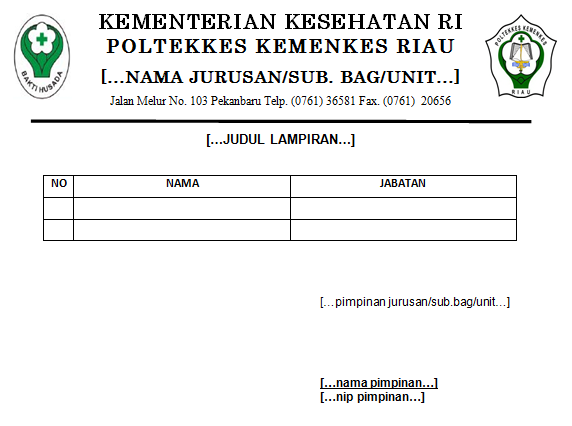 KEMENTERIAN KESEHATAN RI
POLTEKKES KEMENKES RIAU
[...NAMA JURUSAN/SUB. BAG/UNIT...]
Jalan Melur No. 103 Pekanbaru Telp. (0761) 36581 Fax. (0761) 20656
BAKTI HUSADA
POLTEKKES KEMENKES
RIAU
[...JUDUL LAMPIRAN...]
NO NAMA JABATAN
[...pimpinan jurusan/sub.bag/unit...]
[...nama pimpinan...]
[...nip pimpinan...]